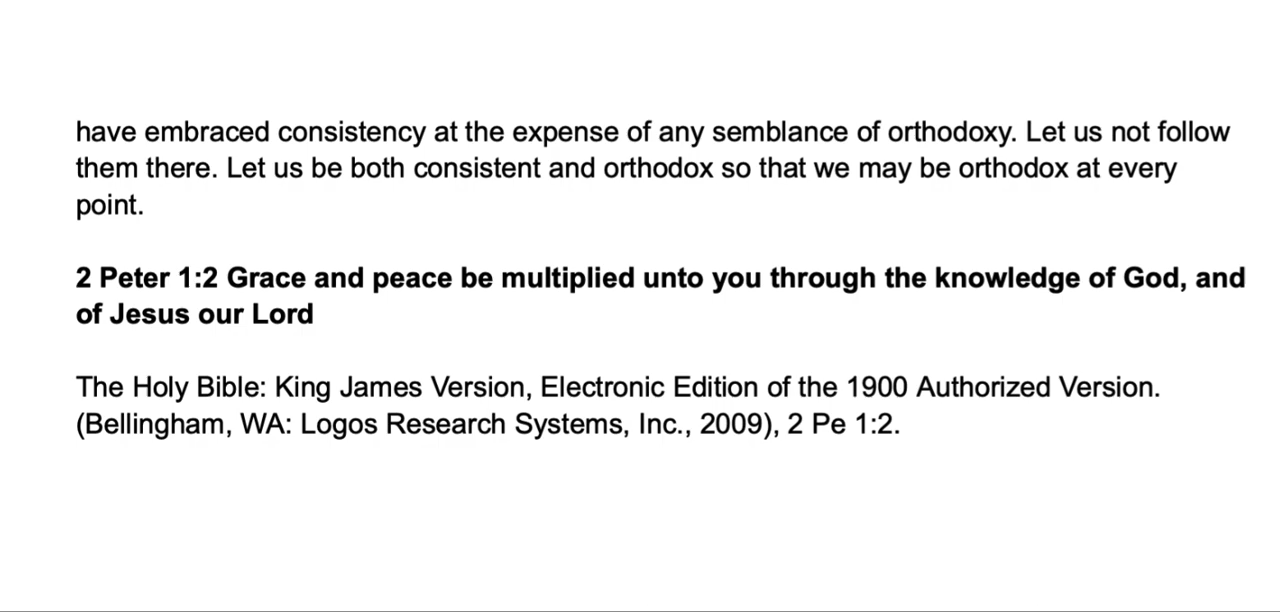 have embraced consistency at the expense of any semblance of orthodoxy. Let us not follow
them there. Let us be both consistent and orthodox so that we may be orthodox at every
point.
2 Peter 1:2 Grace and peace be multiplied unto you through the knowledge of God, and
of Jesus our Lord
The Holy Bible: King James Version, Electronic Edition of the 1900 Authorized Version.
(Bellingham, WA: Logos Research Systems, Inc., 2009), 2 Pe 1:2.